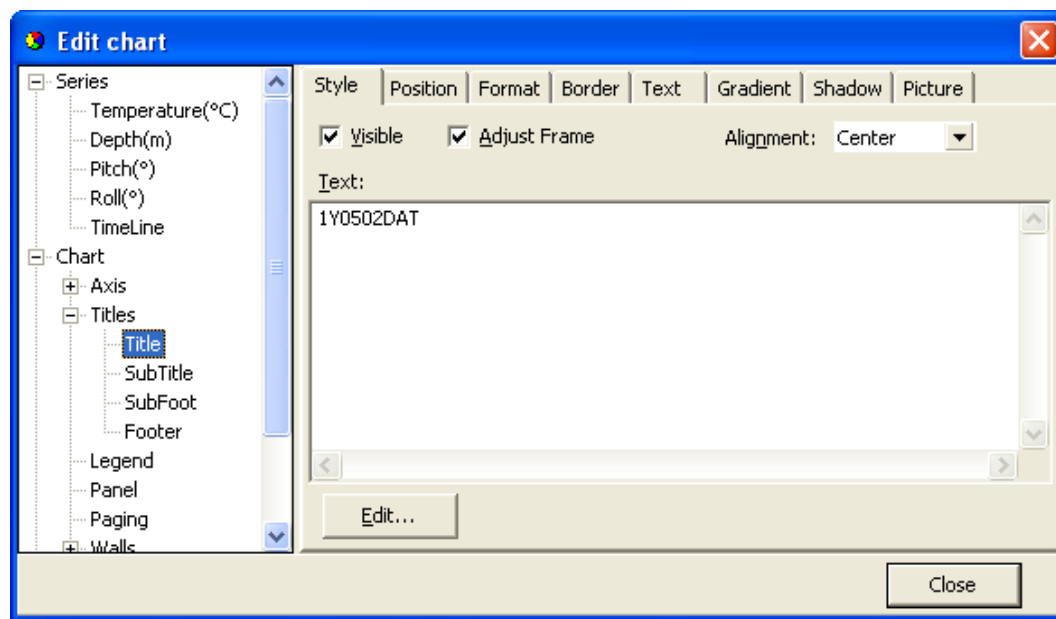 Edit chart
Series
Temperature(°C)
Depth(m)
Pitch(°)
Roll(°)
TimeLine
Chart
Axis
Titles
Title
SubTitle
SubFoot
Footer
Legend
Panel
Paging
Walls
Style Position Format Border Text Gradient Shadow Picture
Visible Adjust Frame Alignment: Center
Text:
1Y0502DAT
Edit...
Close